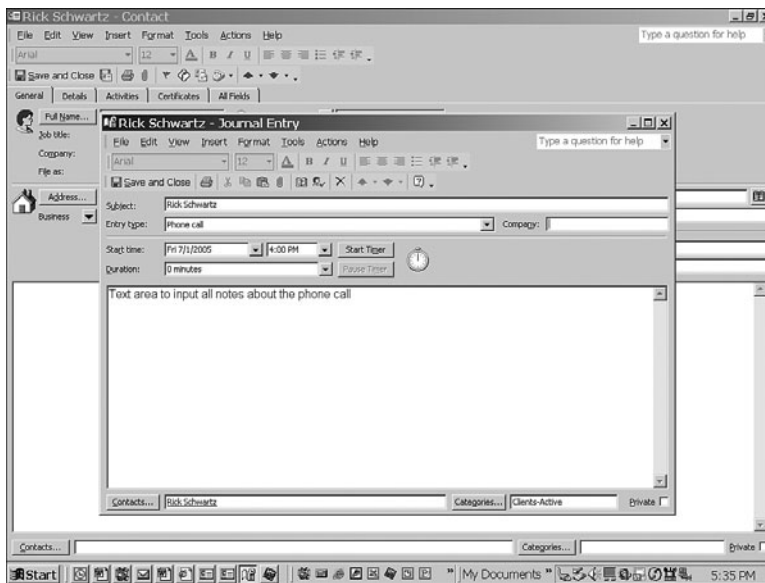 Rick Schwartz - Contact
File Edit View Insert Format Tools Actions Help Type a question for help
Arial 12 A B I U
Save and Close
General Details Activities Certificates All Fields
Full Name...
Job title:
Company:
File as:
Address...
Business
Rick Schwartz - Journal Entry
File Edit View Insert Format Tools Actions Help Type a question for help
Arial 12 A B I U
Save and Close
Subject: Rick Schwartz
Entry type: Phone call Company:
Start time: Fri 7/1/2005 4:00 PM Start Timer
Duration: 0 minutes Pause Timer
Text area to input all notes about the phone call
Contacts... Rick Schwartz Categories... Clients-Active Private
Contacts... Categories... Private
Start » My Documents » 5:35 PM